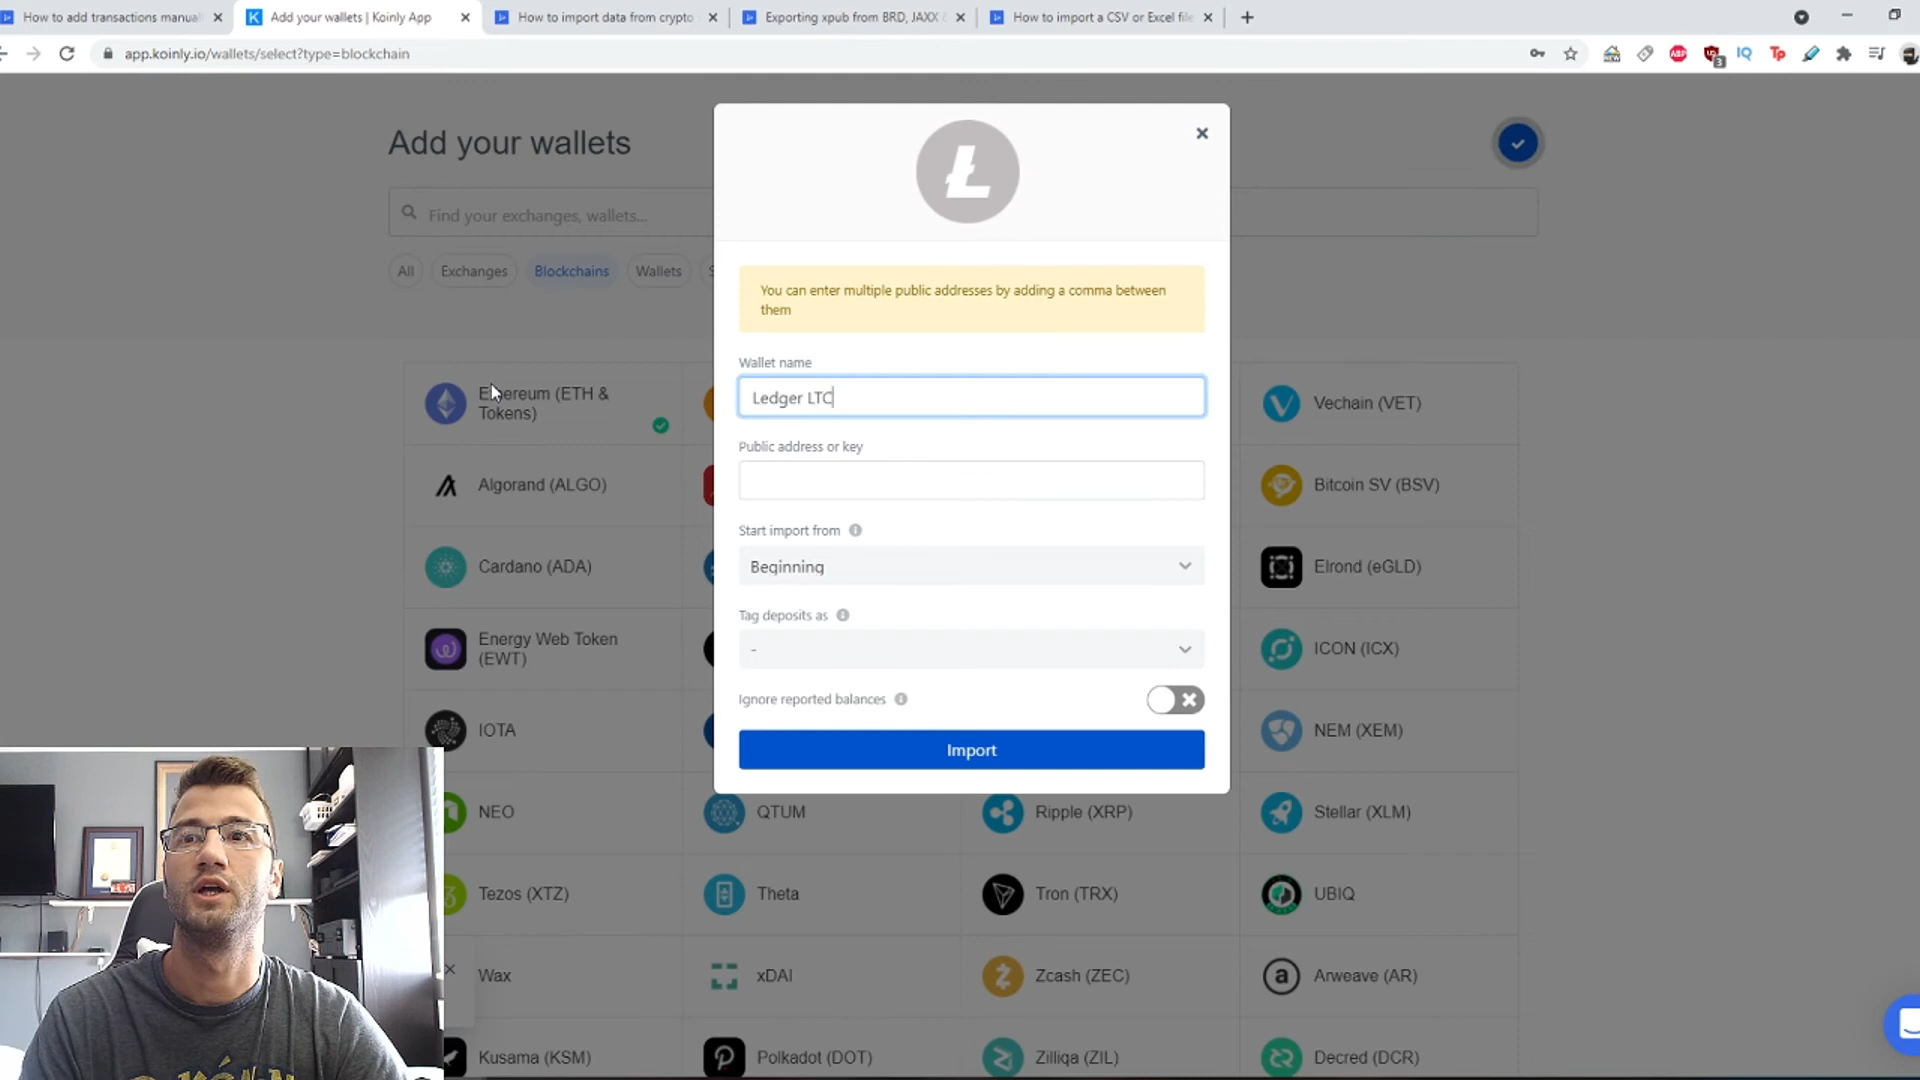 How to add transactions manual
Add your wallets | Koinly App
How to import data from crypto
Exporting xpub from BRD, JAXX &
How to import a CSV or Excel file
app.koinly.io/wallets/select?type=blockchain
NEW
ABP
3
IQ
Tp
Add your wallets
Find your exchanges, wallets...
All
Exchanges
Blockchains
Wallets
S
You can enter multiple public addresses by adding a comma between
them
Wallet name
Ledger LTC
Public address or key
Start import from
Beginning
Tag deposits as
-
Ignore reported balances
Import
Ethereum (ETH &
Tokens)
Vechain (VET)
Algorand (ALGO)
Bitcoin SV (BSV)
Cardano (ADA)
Elrond (eGLD)
Energy Web Token
(EWT)
ICON (ICX)
IOTA
NEM (XEM)
NEO
QTUM
Ripple (XRP)
Stellar (XLM)
Tezos (XTZ)
Theta
Tron (TRX)
UBIQ
Wax
xDAI
Zcash (ZEC)
Arweave (AR)
Kusama (KSM)
Polkadot (DOT)
Zilliqa (ZIL)
Decred (DCR)